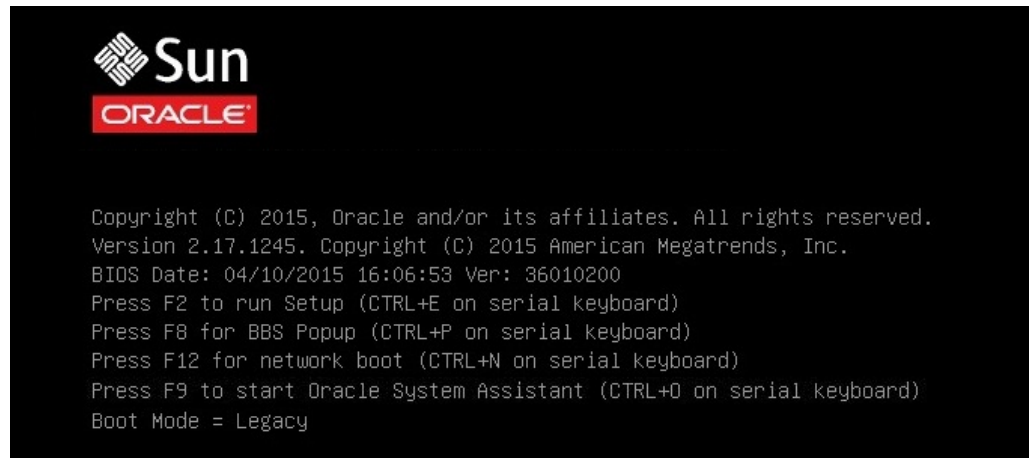 Sun
ORACLE
Copyright (C) 2015, Oracle and/or its affiliates. All rights reserved.
Version 2.17.1245. Copyright (C) 2015 American Megatrends, Inc.
BIOS Date: 04/10/2015 16:06:53 Ver: 36010200
Press F2 to run Setup (CTRL+E on serial keyboard)
Press F8 for BBS Popup (CTRL+P on serial keyboard)
Press F12 for network boot (CTRL+N on serial keyboard)
Press F9 to start Oracle System Assistant (CTRL+O on serial keyboard)
Boot Mode = Legacy